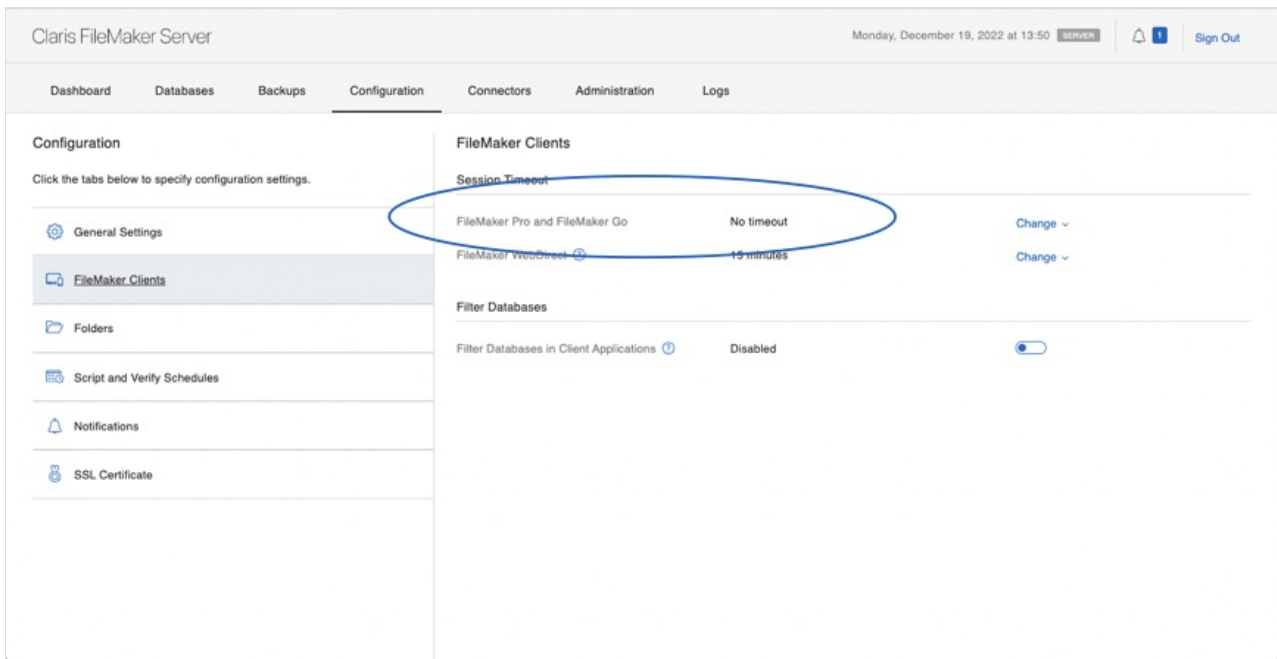 Claris FileMaker Server
Monday, December 19, 2022 at 13:50 SERVER 1 Sign Out
Dashboard Databases Backups Configuration Connectors Administration Logs
Configuration
Click the tabs below to specify configuration settings.
General Settings
FileMaker Clients
Folders
Script and Verify Schedules
Notifications
SSL Certificate
FileMaker Clients
Session Timeout
FileMaker Pro and FileMaker Go No timeout Change
FileMaker WebDirect ? 15 minutes Change
Filter Databases
Filter Databases in Client Applications ? Disabled